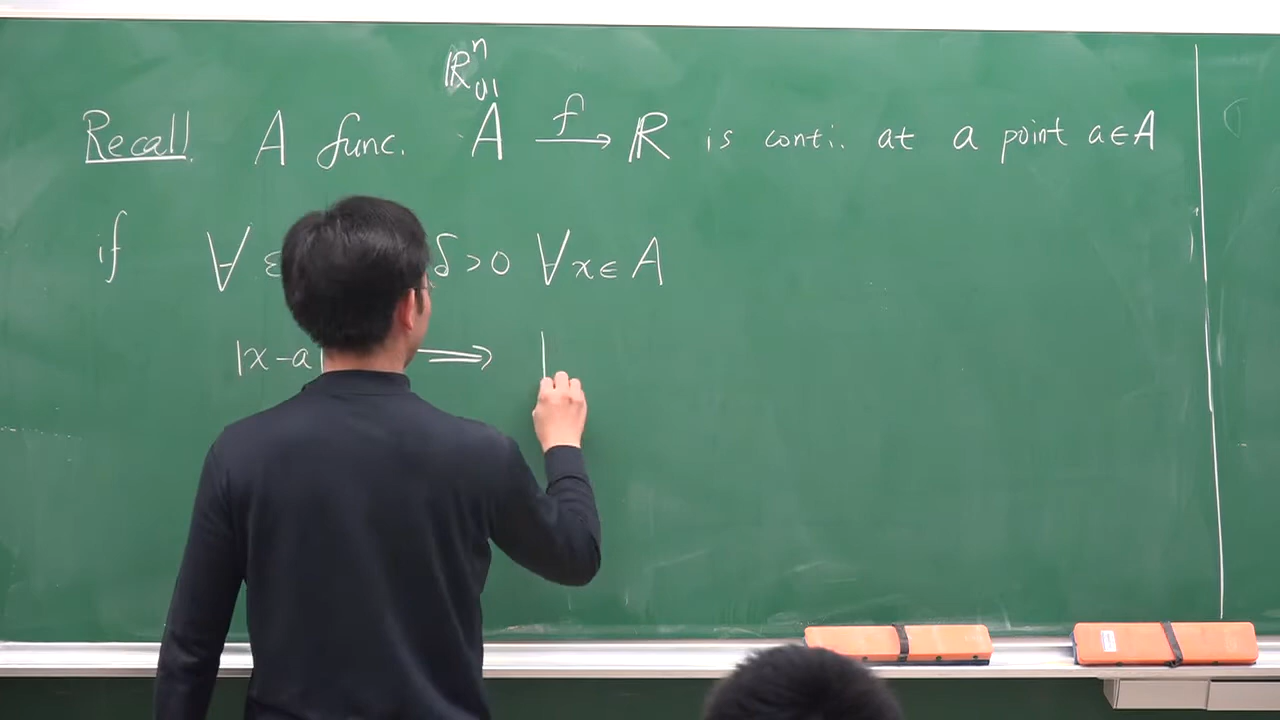 ℝⁿ
∪
Recall. A func. A –f→ ℝ is conti. at a point a∈A
if ∀ ε δ>0 ∀x∈A
|x-a| ⟹ |